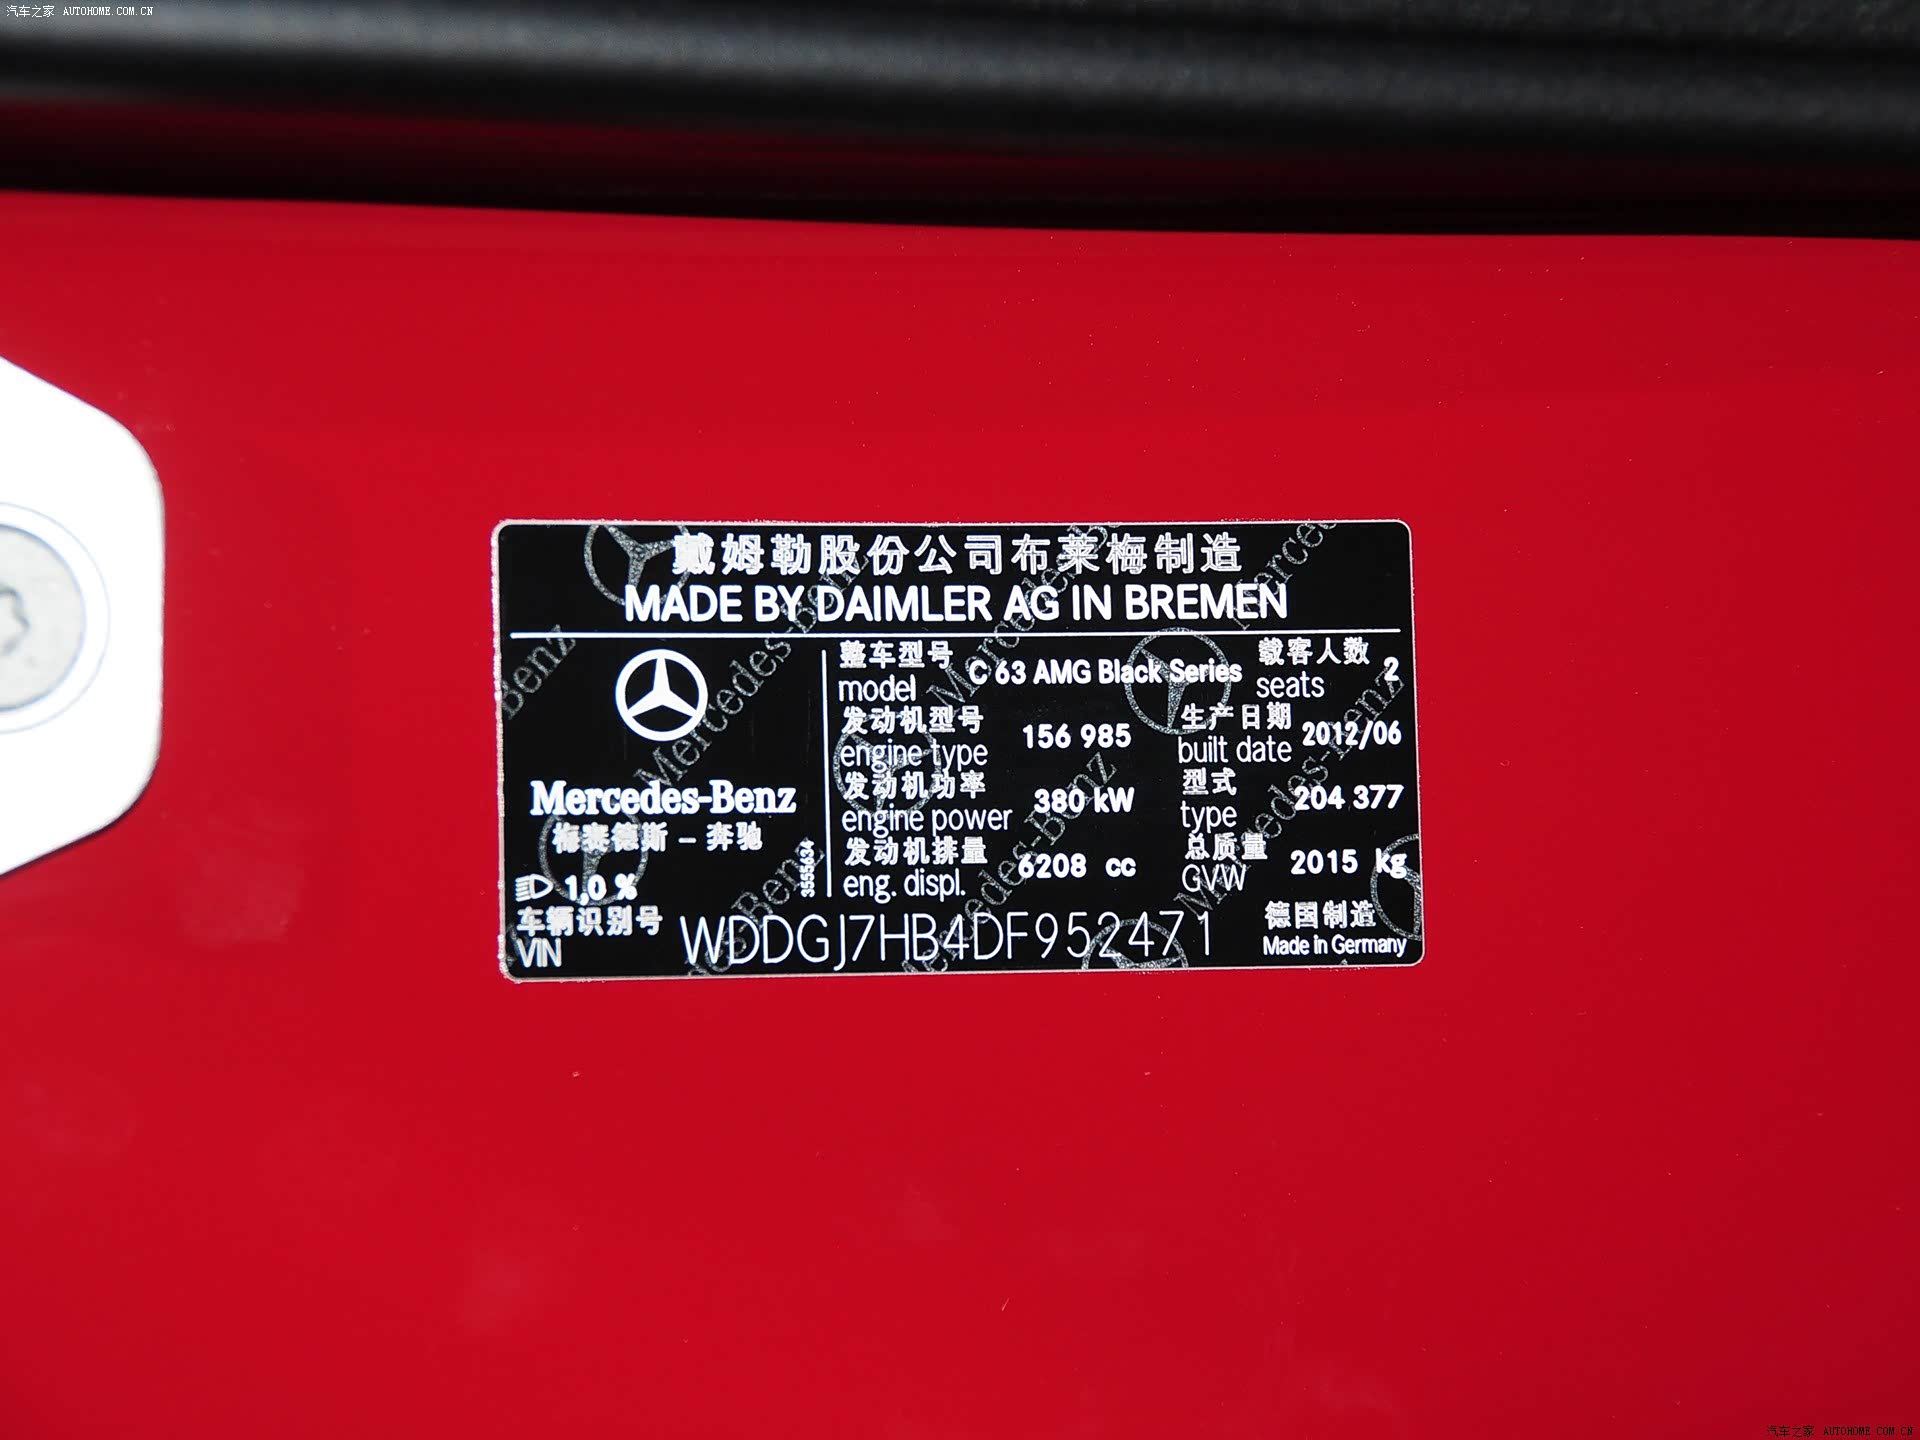 汽车之家 AUTOHOME.COM.CN
戴姆勒股份公司布莱梅制造
MADE BY DAIMLER AG IN BREMEN
Mercedes-Benz
梅赛德斯 - 奔驰
1,0 %
3555634
整车型号
model
C 63 AMG Black Series
载客人数
seats
2
发动机型号
engine type
156 985
生产日期
built date
2012/06
发动机功率
engine power
380 kW
型式
type
204 377
发动机排量
eng. displ.
6208 cc
总质量
GVW
2015 kg
车辆识别号
VIN
WDDGJ7HB4DF952471
德国制造
Made in Germany
汽车之家 AUTOHOME.COM.CN